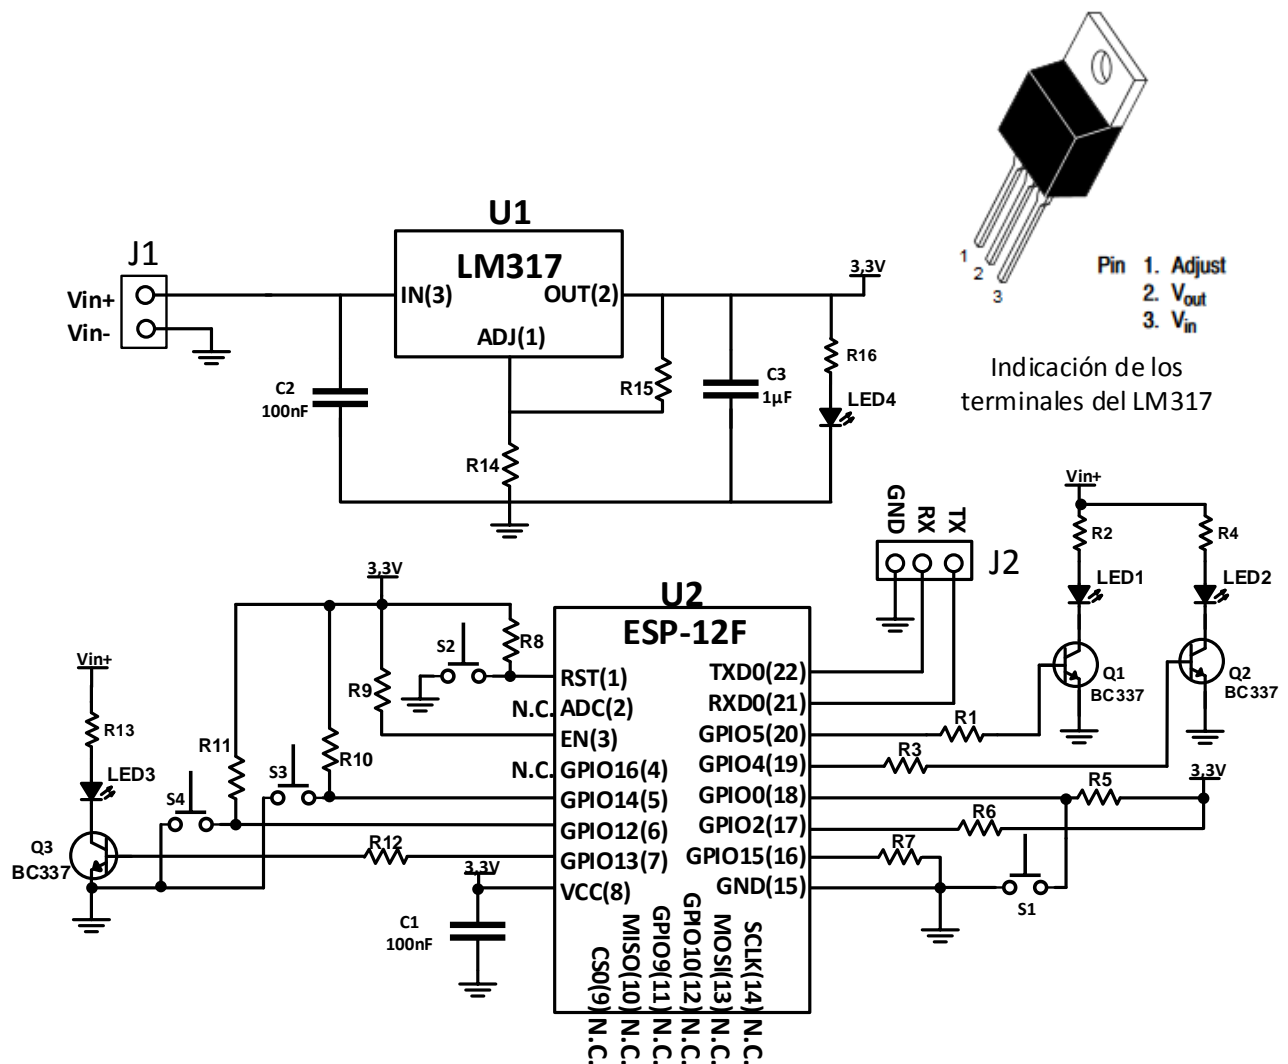 U1
LM317
IN(3)
OUT(2)
ADJ(1)
J1
Vin+
Vin-
C2
100nF
R14
R15
C3
1µF
R16
LED4
3,3V
1
2
3
Pin 1. Adjust
2. Vout
3. Vin
Indicación de los
terminales del LM317
GND
RX
TX
J2
Vin+
R2
R4
LED1
LED2
Q1
BC337
Q2
BC337
3,3V
R8
S2
R9
R10
R11
S3
S4
Vin+
R13
LED3
Q3
BC337
R12
3,3V
C1
100nF
U2
ESP-12F
RST(1)
N.C. ADC(2)
EN(3)
N.C. GPIO16(4)
GPIO14(5)
GPIO12(6)
GPIO13(7)
VCC(8)
TXD0(22)
RXD0(21)
GPIO5(20)
GPIO4(19)
GPIO0(18)
GPIO2(17)
GPIO15(16)
GND(15)
CS0(9) N.C.
MISO(10) N.C.
GPIO9(11) N.C.
GPIO10(12) N.C.
MOSI(13) N.C.
SCLK(14) N.C.
R1
R3
R5
3,3V
R6
R7
S1